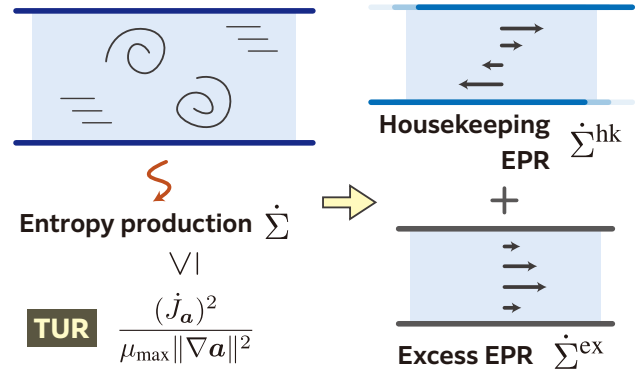 Entropy production Σ̇
≥
TUR (J̇_a)² / μ_max‖∇a‖²
Housekeeping
EPR Σ̇^hk
+
Excess EPR Σ̇^ex